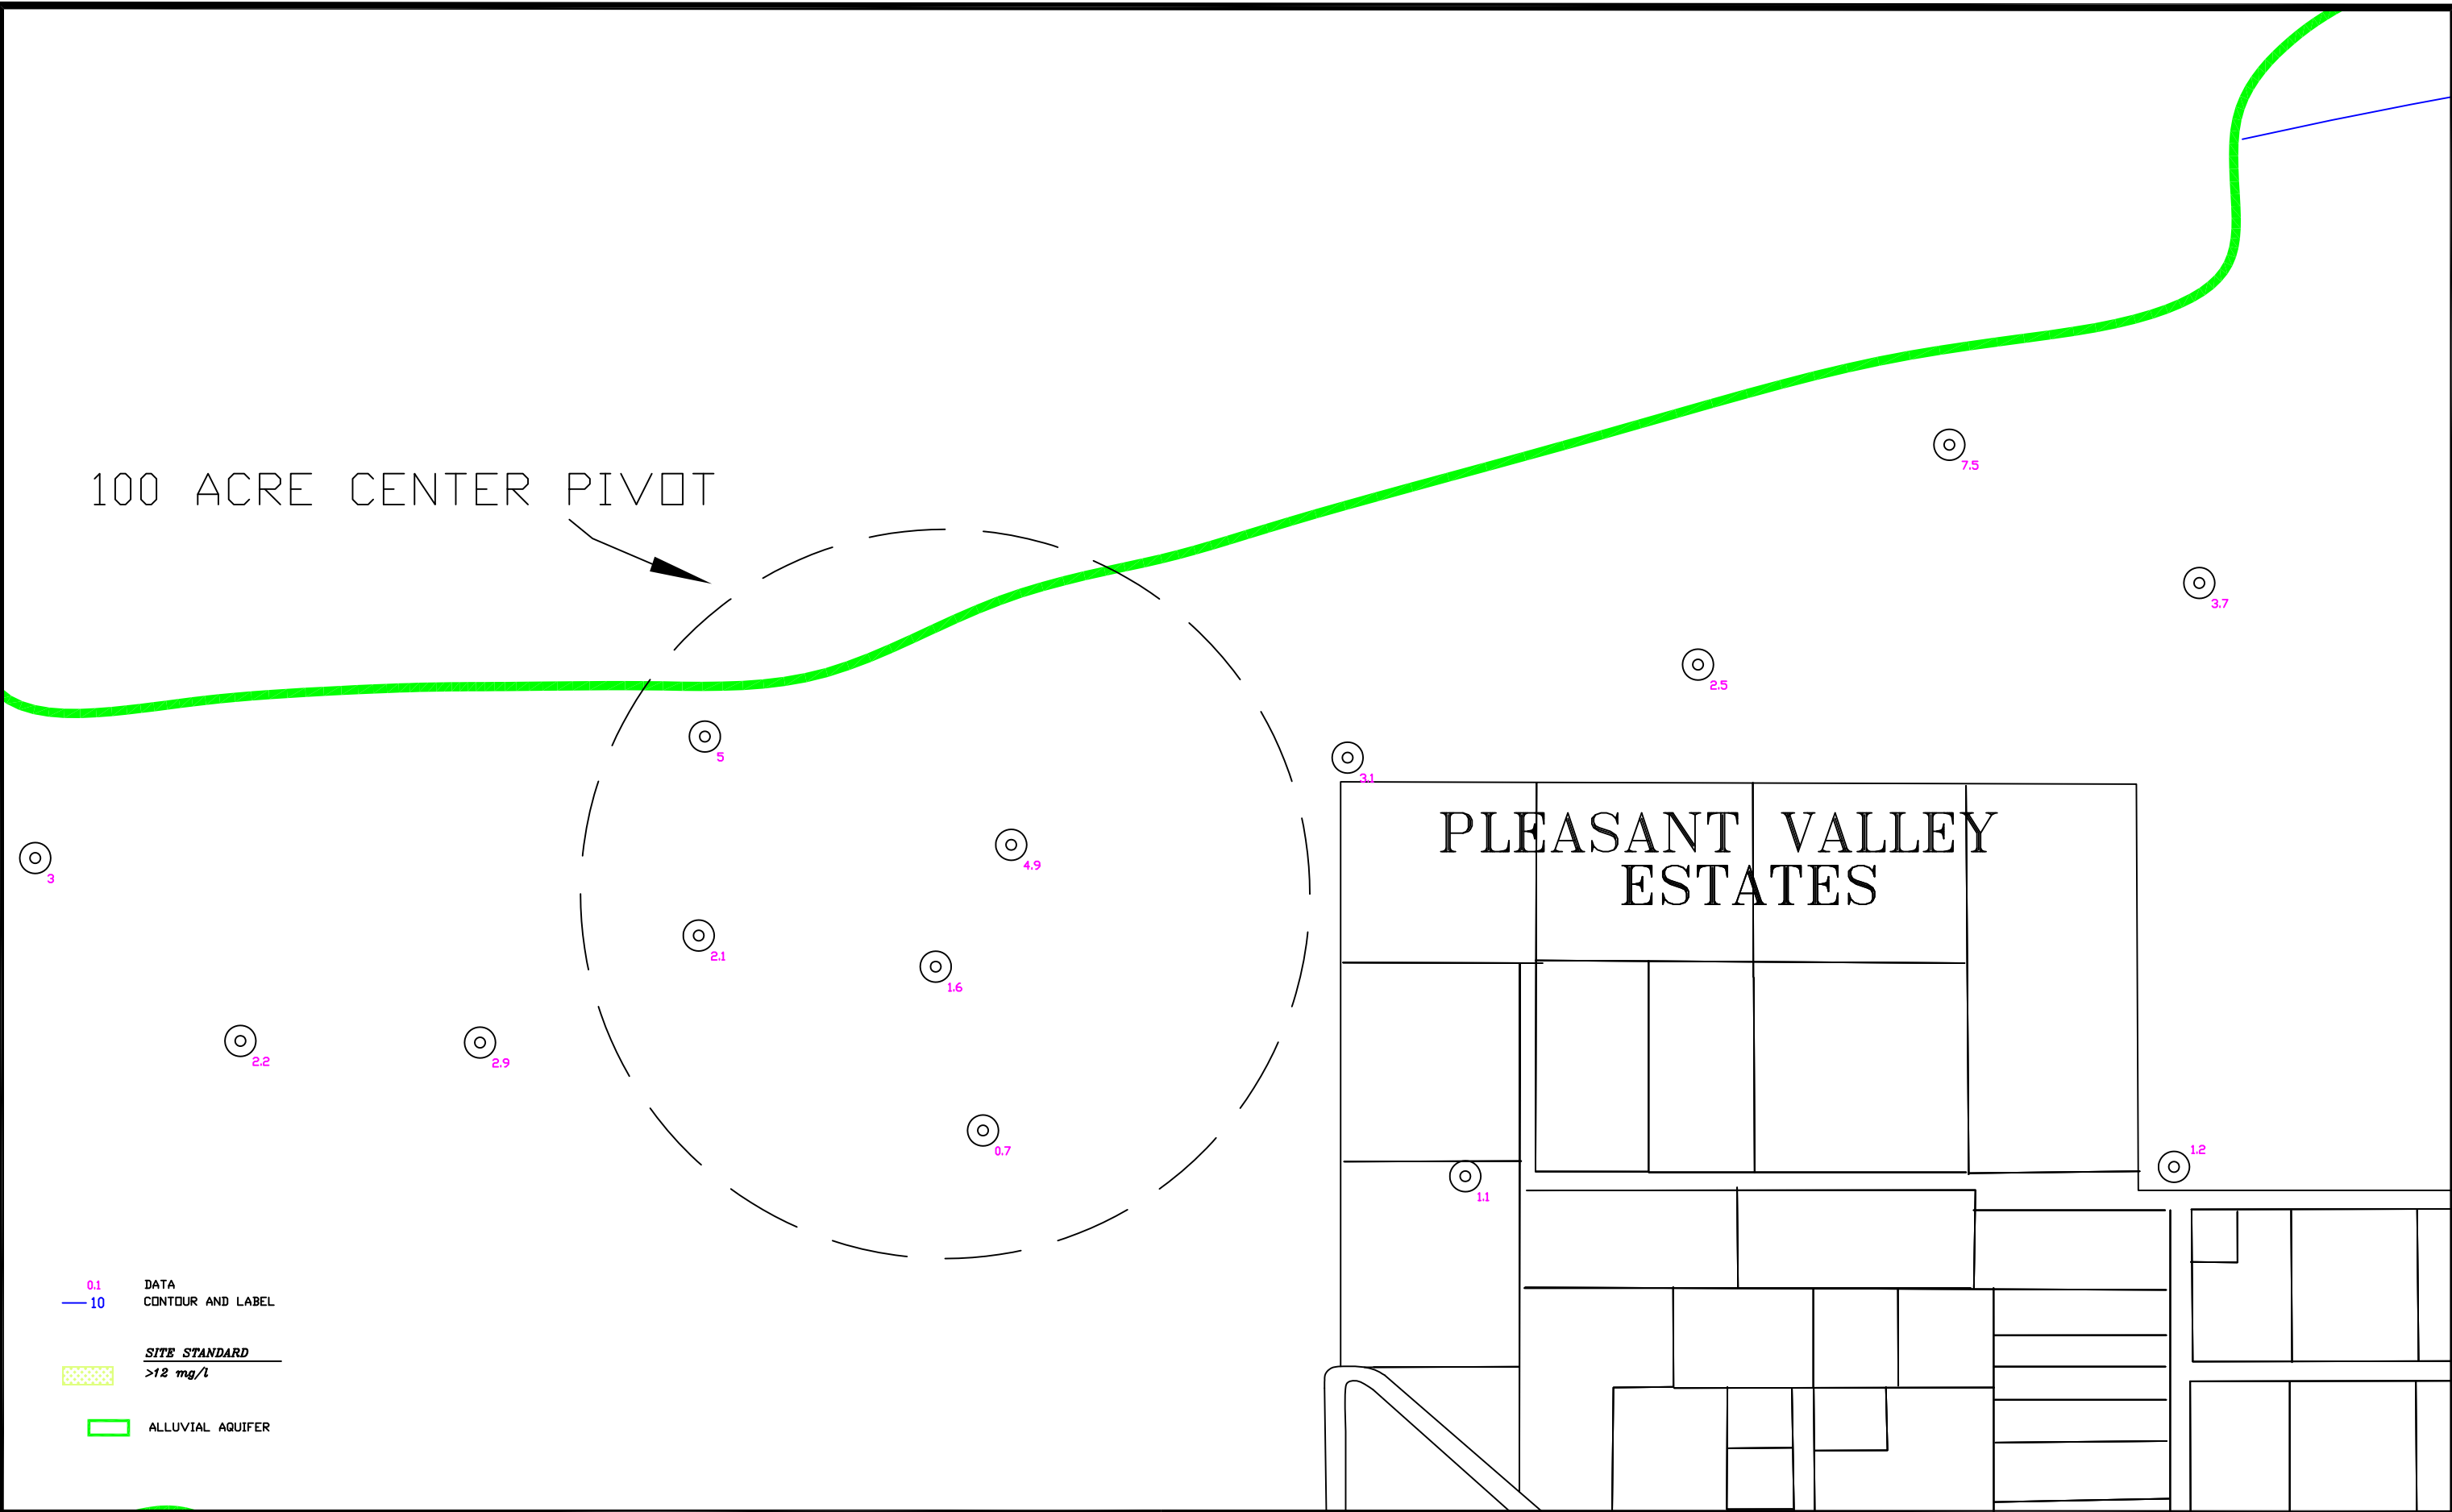 100 ACRE CENTER PIVOT
7.5
3.7
2.5
5
3.1
PLEASANT VALLEY
ESTATES
4.9
3
2.1
1.6
2.2
2.9
0.7
1.2
1.1
0.1 DATA
10 CONTOUR AND LABEL
SITE STANDARD
>12 mg/l
ALLUVIAL AQUIFER